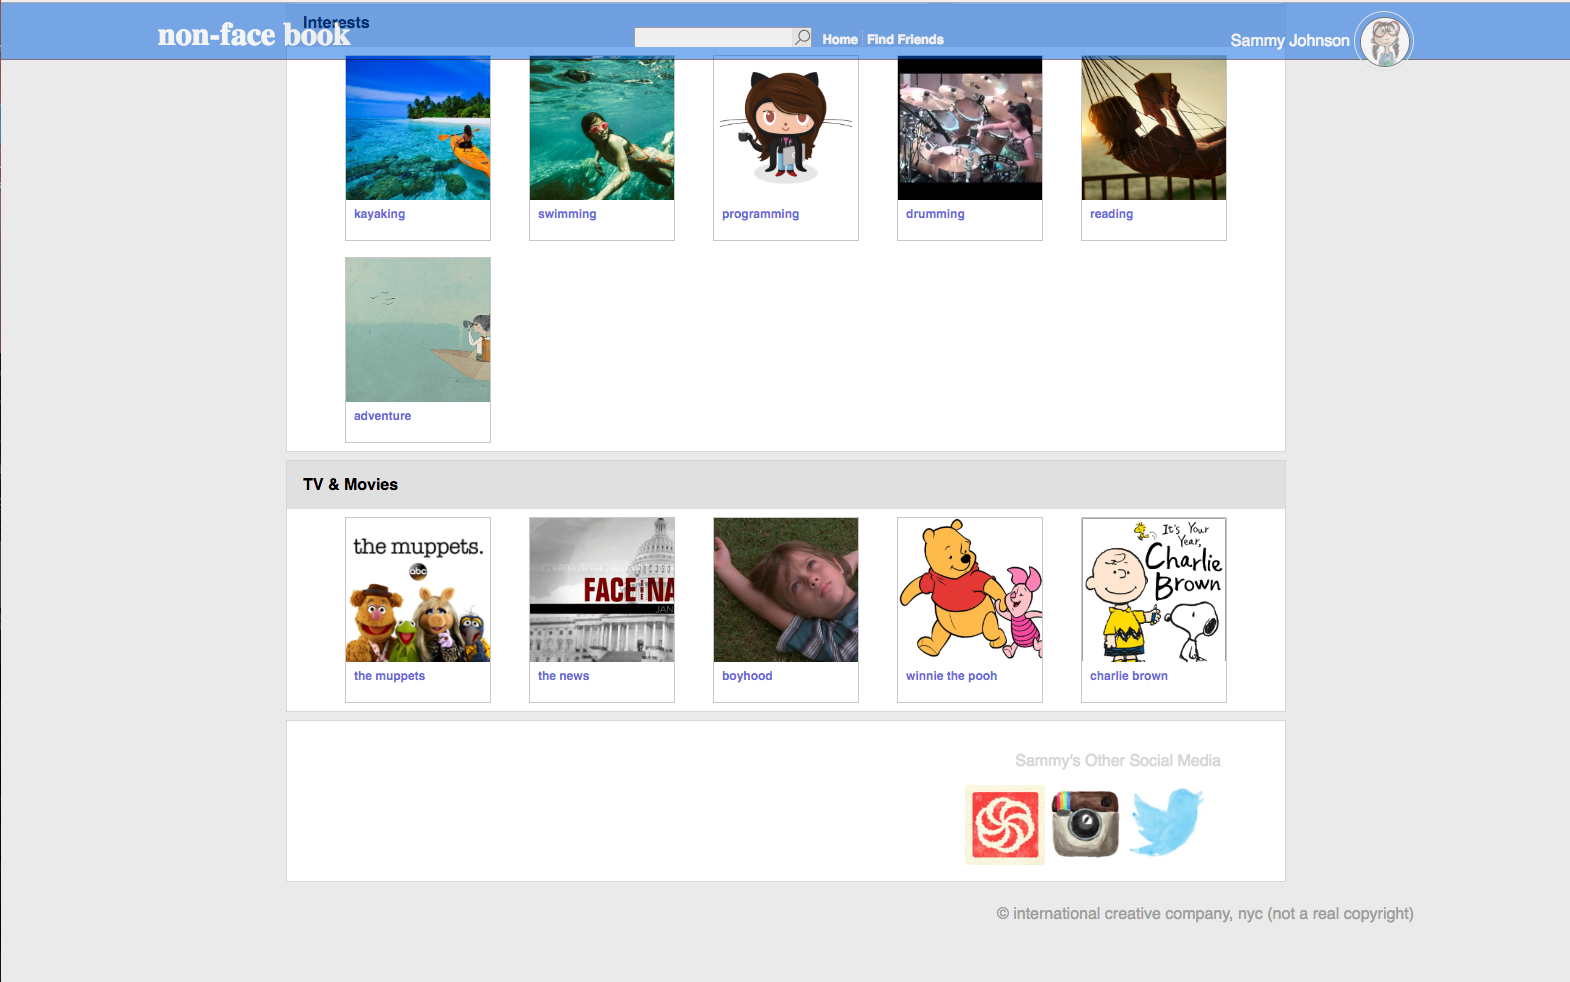 Interests
non-face book
Home
Find Friends
Sammy Johnson
kayaking
swimming
programming
drumming
reading
adventure
TV & Movies
the muppets.
abc
FACE THE NA
JAN
It's Your
Year,
Charlie
Brown
the muppets
the news
boyhood
winnie the pooh
charlie brown
Sammy's Other Social Media
© international creative company, nyc (not a real copyright)